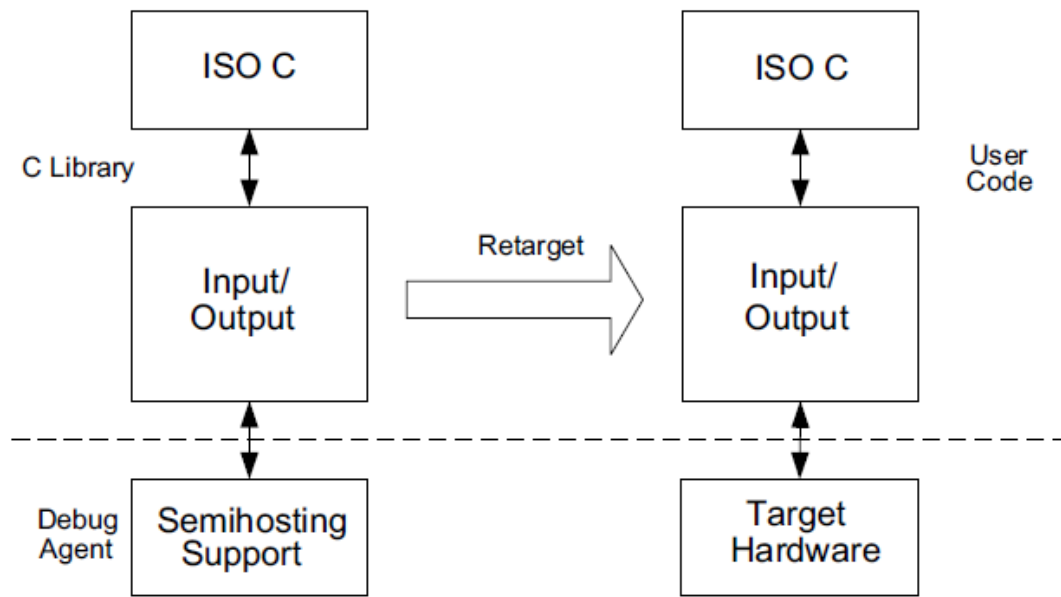 ISO C
ISO C
C Library
User
Code
Retarget
Input/
Output
Input/
Output
Debug
Agent
Semihosting
Support
Target
Hardware